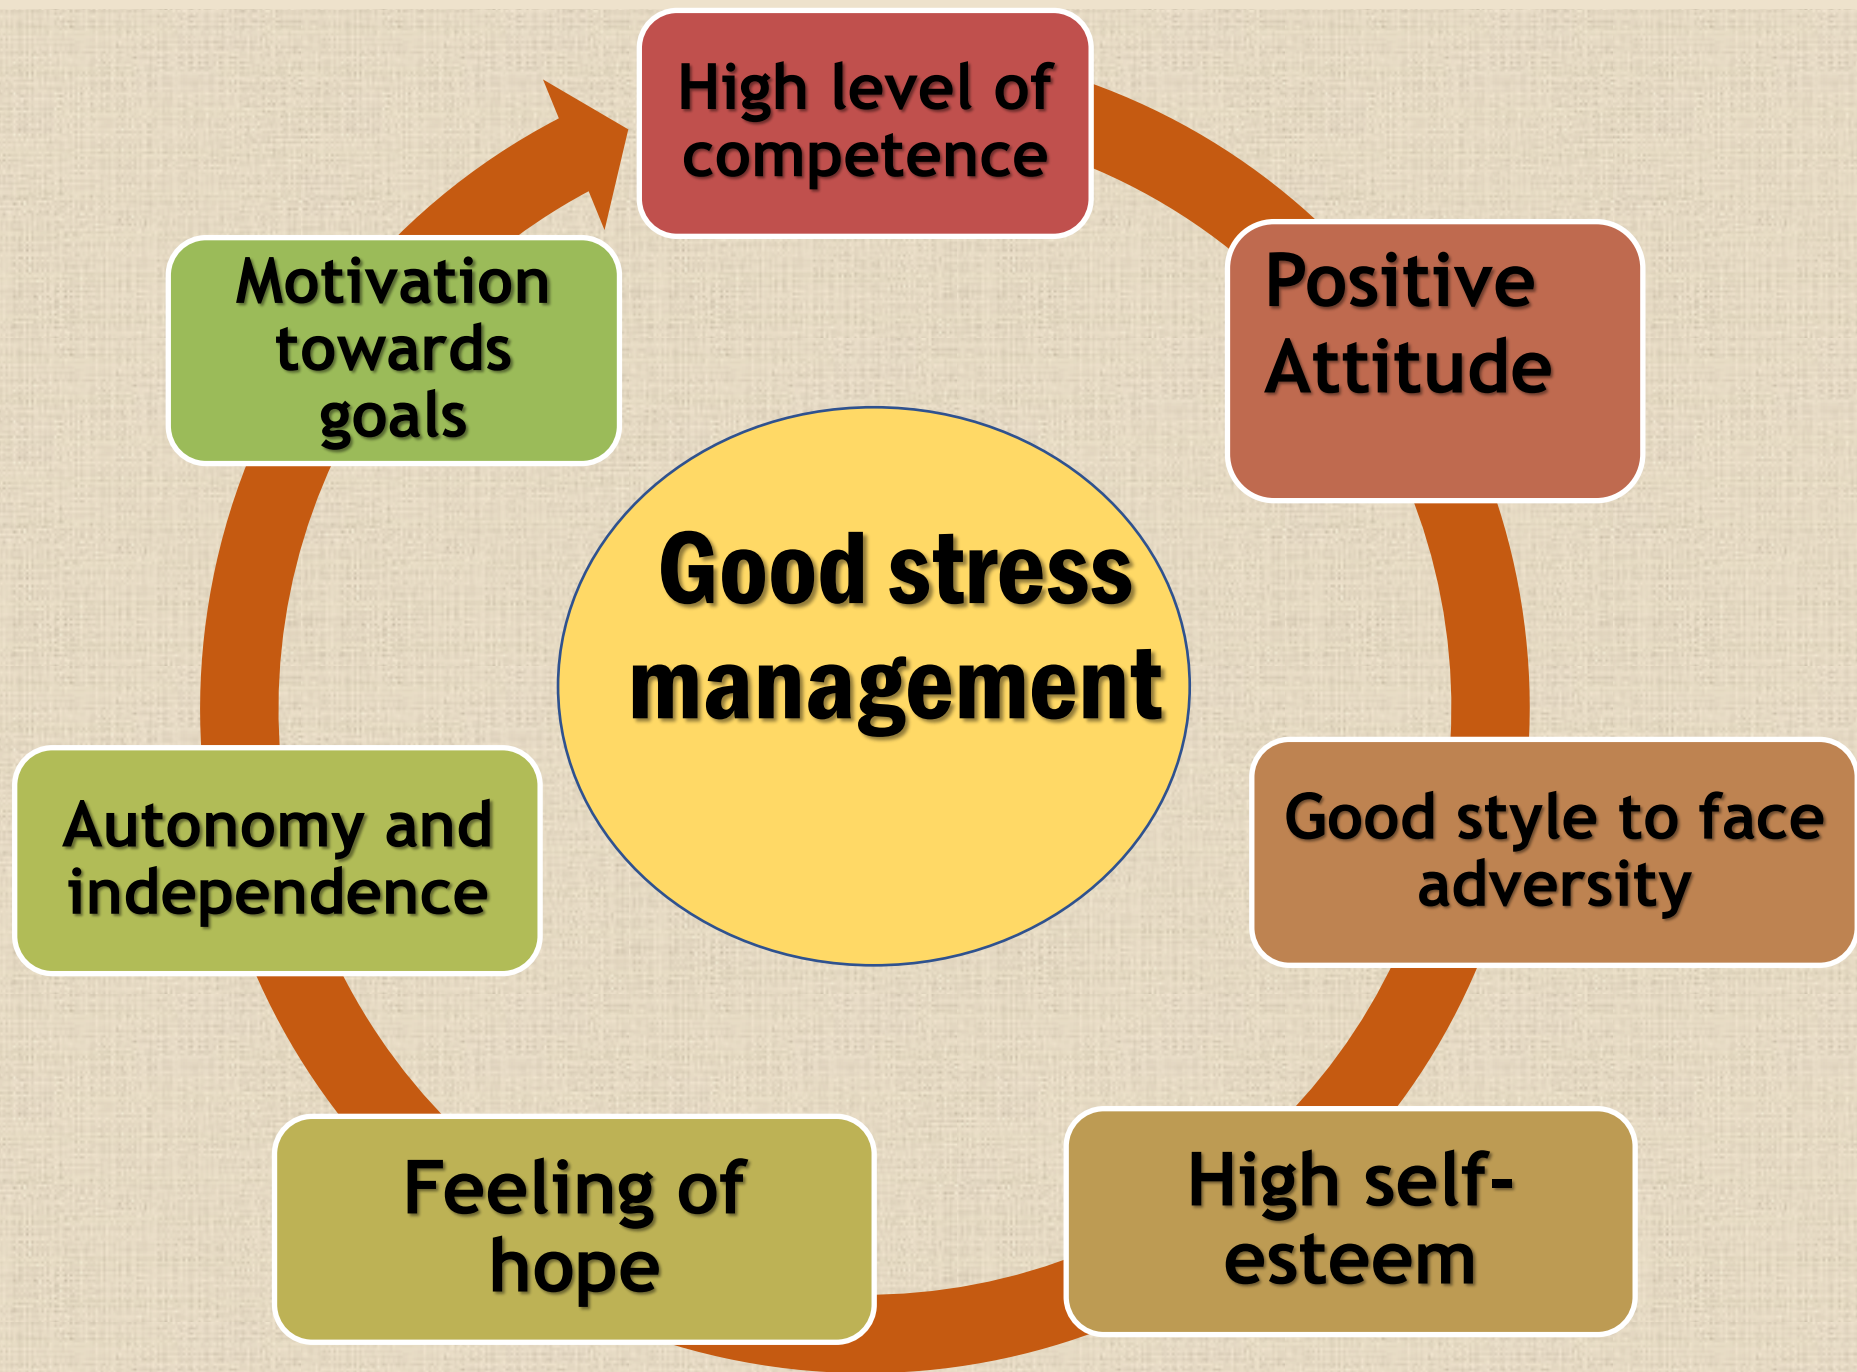 High level of
competence
Positive
Attitude
Good style to face
adversity
High self-
esteem
Feeling of
hope
Autonomy and
independence
Motivation
towards
goals
Good stress
management